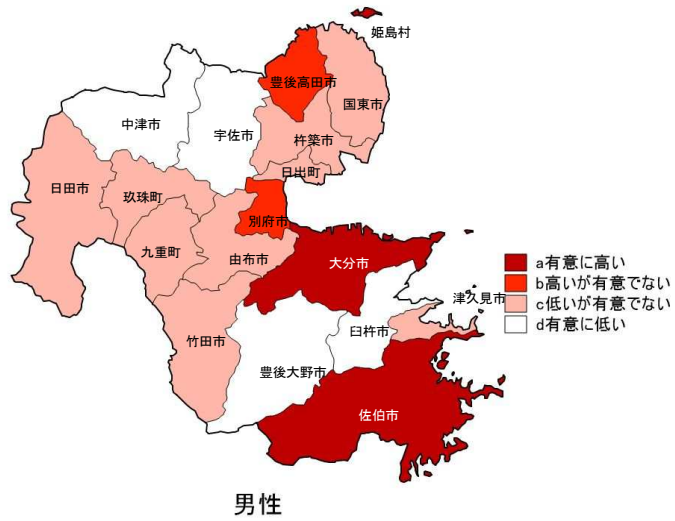 姫島村
豊後高田市
国東市
中津市
宇佐市
杵築市
日出町
日田市
玖珠町
別府市
九重町
由布市
大分市
津久見市
臼杵市
竹田市
豊後大野市
佐伯市
a有意に高い
b高いが有意でない
c低いが有意でない
d有意に低い
男性